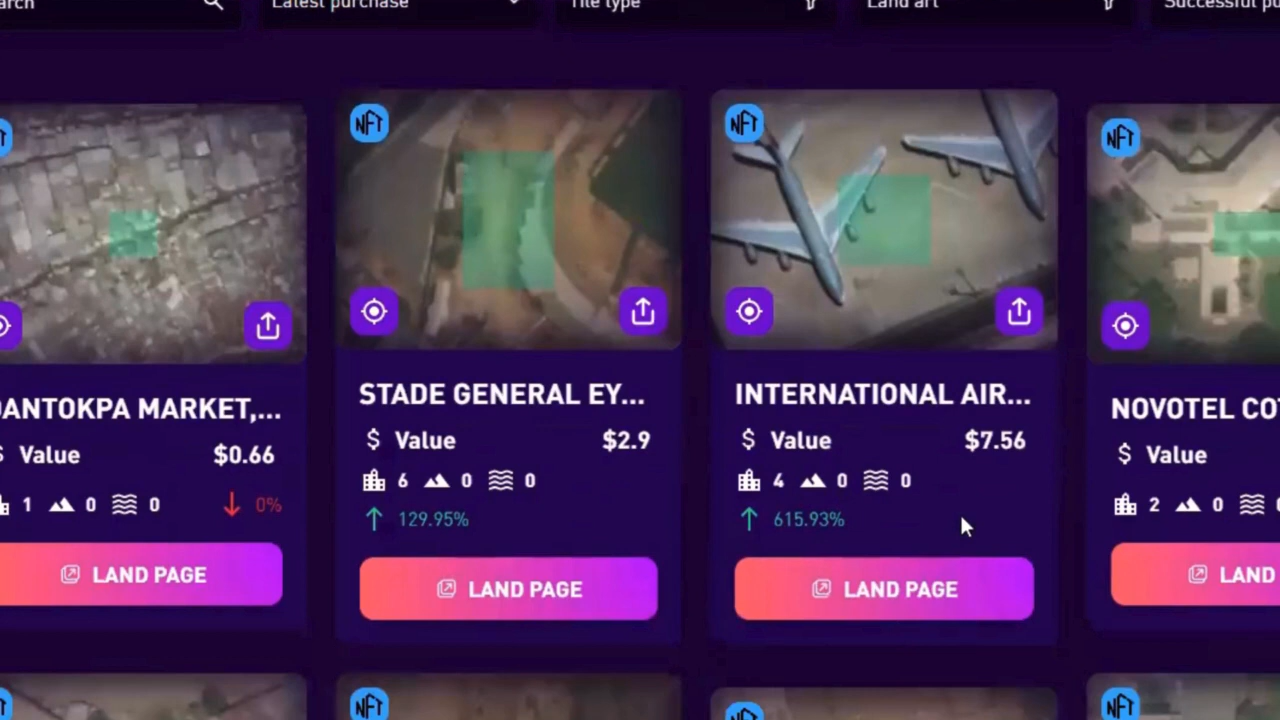 Latest purchase
Tile type
Land art
NFT
NFT
NFT
DANTOKPA MARKET,...
Value $0.66
1 0 0 0%
LAND PAGE
STADE GENERAL EY...
$ Value $2.9
6 0 0
129.95%
LAND PAGE
INTERNATIONAL AIR...
$ Value $7.56
4 0 0
615.93%
LAND PAGE
NOVOTEL CO
$ Value
2 0
LAND
NFT
NFT
NFT